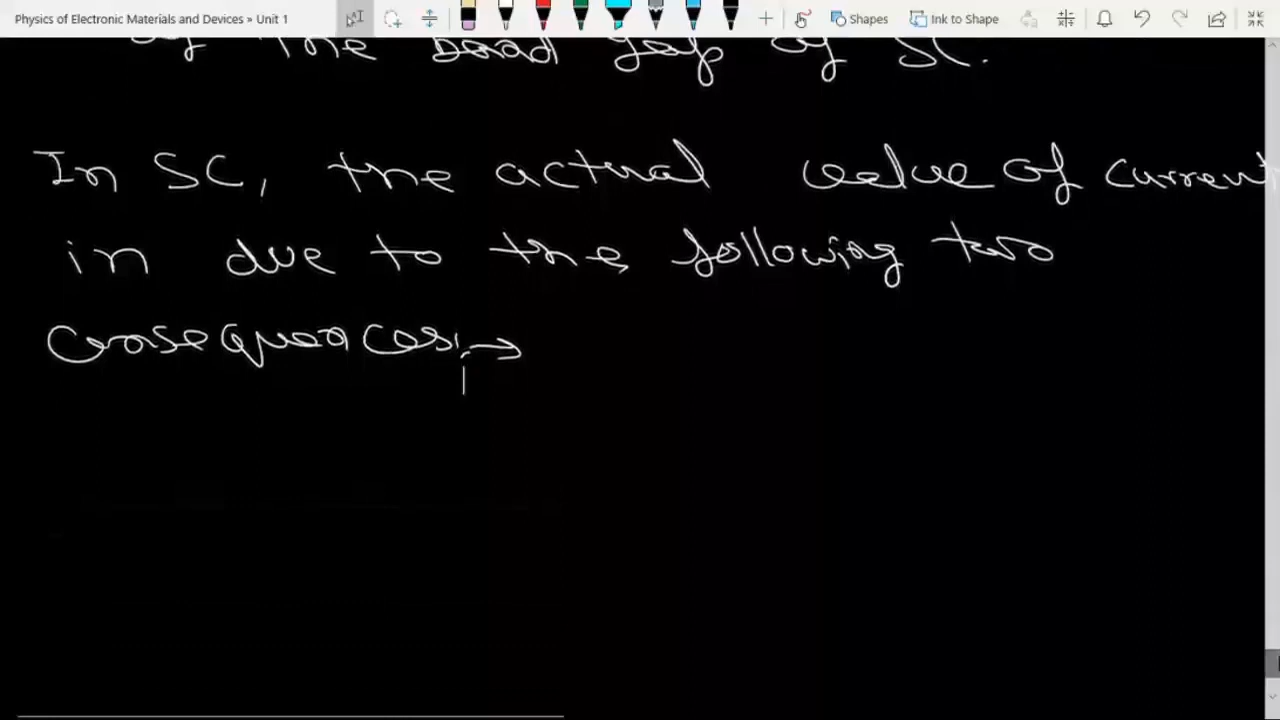 Physics of Electronic Materials and Devices » Unit 1
Shapes
Ink to Shape
of the band gap of SC.
In SC, the actual value of current
in due to the following two
consequences:→